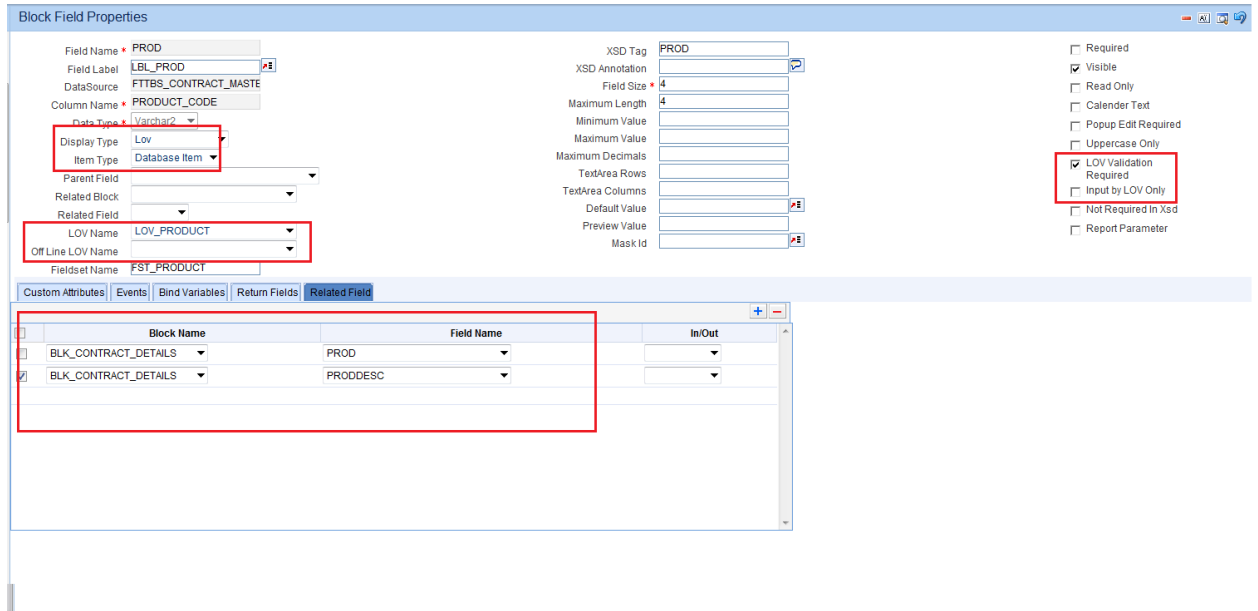 Block Field Properties
Field Name * PROD
Field Label LBL_PROD
DataSource FTTBS_CONTRACT_MASTE
Column Name * PRODUCT_CODE
Data Type * Varchar2
Display Type Lov
Item Type Database Item
Parent Field
Related Block
Related Field
LOV Name LOV_PRODUCT
Off Line LOV Name
Fieldset Name FST_PRODUCT
XSD Tag PROD
XSD Annotation
Field Size * 4
Maximum Length 4
Minimum Value
Maximum Value
Maximum Decimals
TextArea Rows
TextArea Columns
Default Value
Preview Value
Mask Id
Required
Visible
Read Only
Calender Text
Popup Edit Required
Uppercase Only
LOV Validation
Required
Input by LOV Only
Not Required In Xsd
Report Parameter
Custom Attributes Events Bind Variables Return Fields Related Field
Block Name Field Name In/Out
BLK_CONTRACT_DETAILS PROD
BLK_CONTRACT_DETAILS PRODDESC